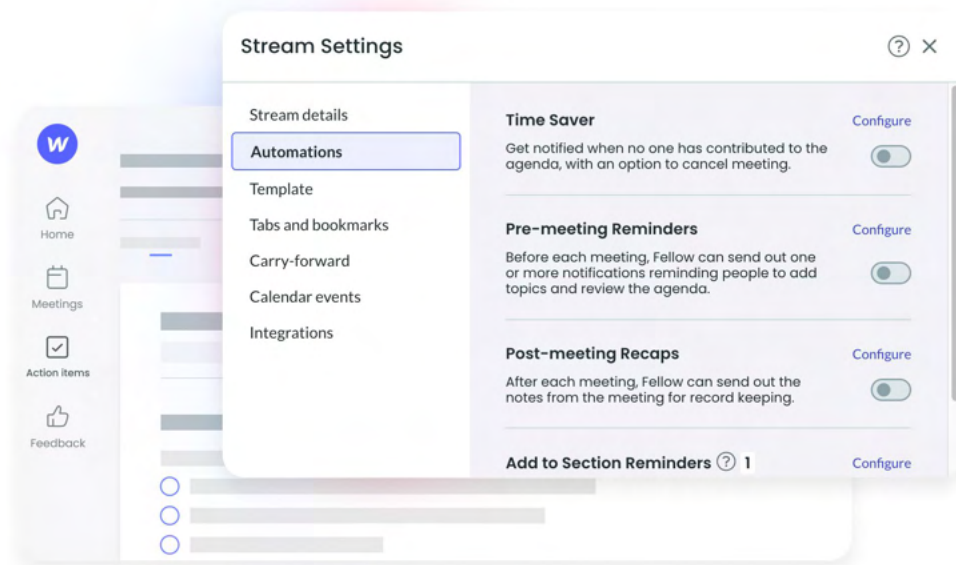 Stream Settings
?
w
Home
Meetings
Action items
Feedback
Stream details
Automations
Template
Tabs and bookmarks
Carry-forward
Calendar events
Integrations
Time Saver
Configure
Get notified when no one has contributed to the
agenda, with an option to cancel meeting.
Pre-meeting Reminders
Configure
Before each meeting, Fellow can send out one
or more notifications reminding people to add
topics and review the agenda.
Post-meeting Recaps
Configure
After each meeting, Fellow can send out the
notes from the meeting for record keeping.
Add to Section Reminders ? 1
Configure